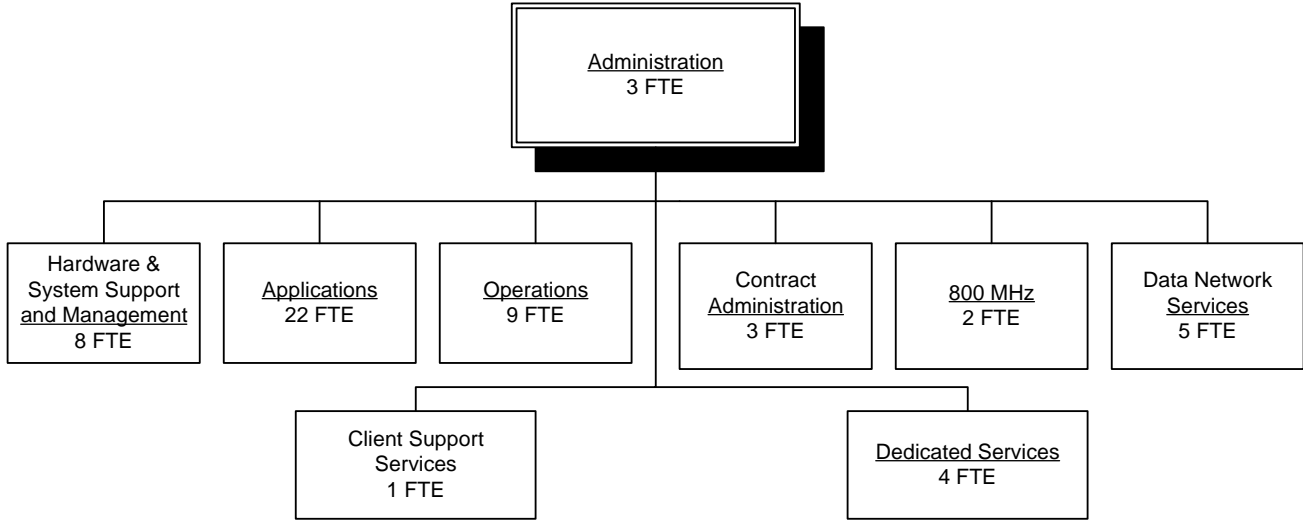 Administration
3 FTE
Hardware &
System Support
and Management
8 FTE
Applications
22 FTE
Operations
9 FTE
Contract
Administration
3 FTE
800 MHz
2 FTE
Data Network
Services
5 FTE
Client Support
Services
1 FTE
Dedicated Services
4 FTE